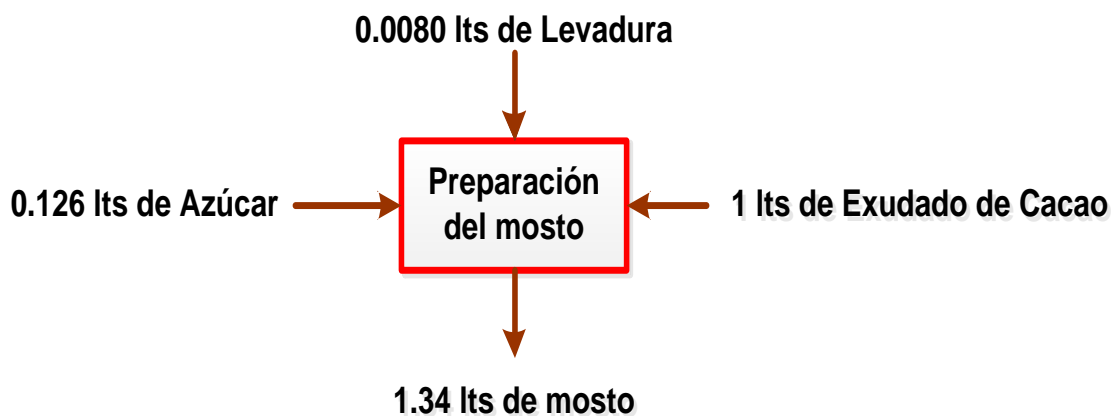 0.0080 lts de Levadura
0.126 lts de Azúcar
Preparación
del mosto
1 lts de Exudado de Cacao
1.34 lts de mosto